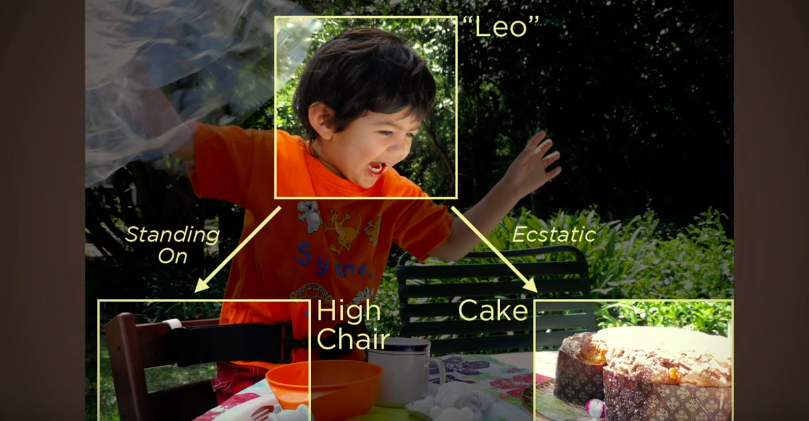 “Leo”
Standing
On
Ecstatic
High
Chair
Cake